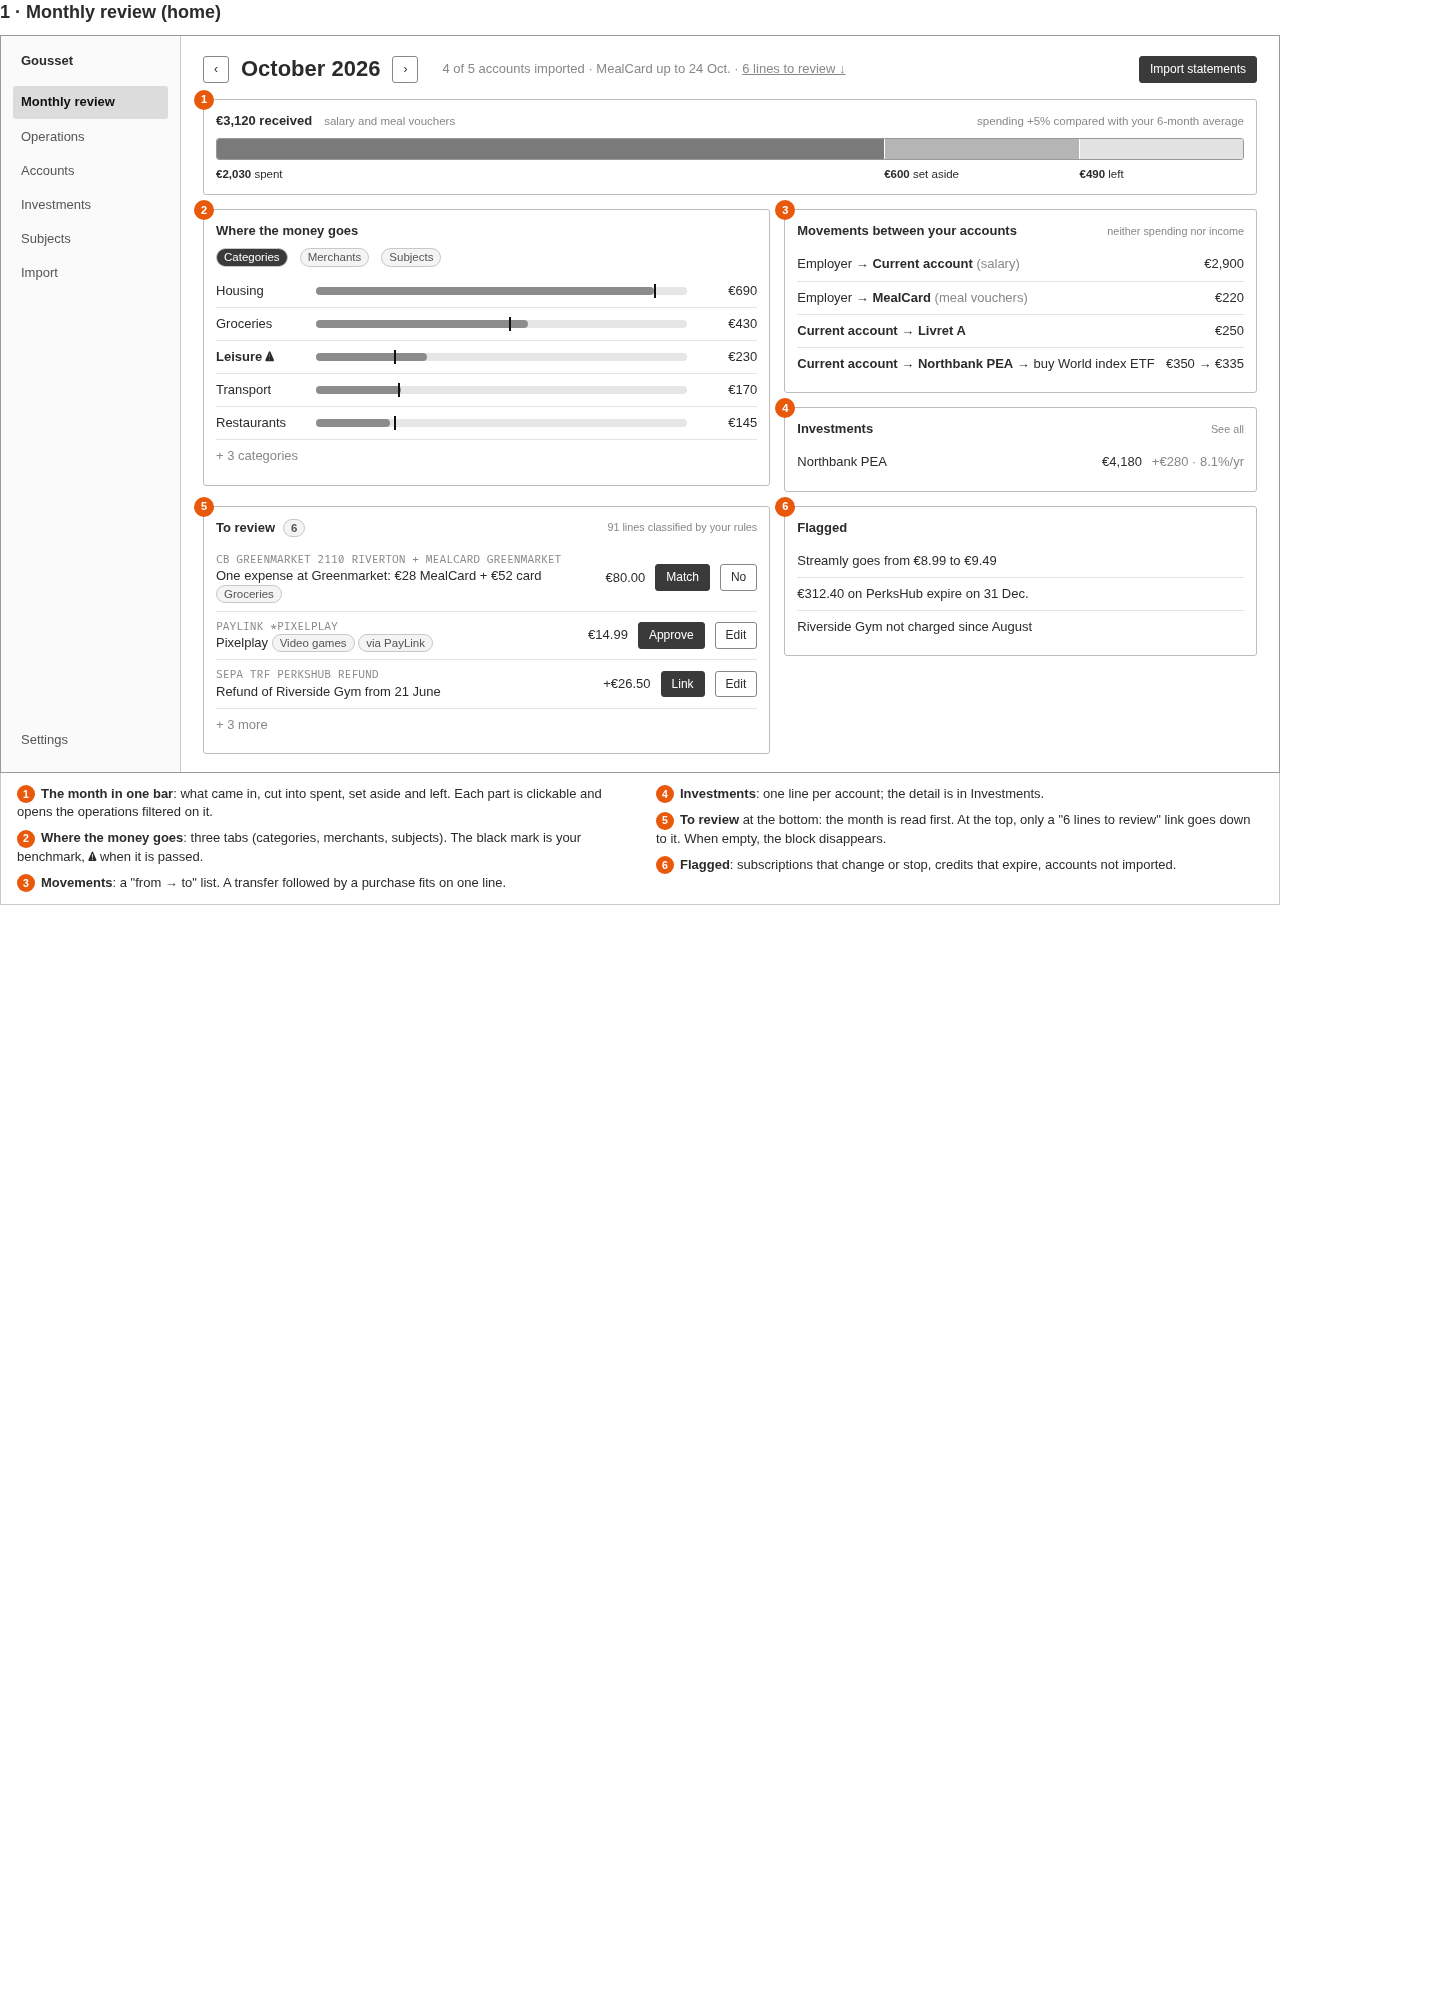 1 · Monthly review (home)
Gousset
Monthly review
Operations
Accounts
Investments
Subjects
Import
Settings
‹ October 2026 › 4 of 5 accounts imported · MealCard up to 24 Oct. · 6 lines to review ↓ Import statements
1
€3,120 received salary and meal vouchers spending +5% compared with your 6-month average
€2,030 spent €600 set aside €490 left
2
Where the money goes
Categories Merchants Subjects
Housing €690
Groceries €430
Leisure ⚠ €230
Transport €170
Restaurants €145
+ 3 categories
3
Movements between your accounts neither spending nor income
Employer → Current account (salary) €2,900
Employer → MealCard (meal vouchers) €220
Current account → Livret A €250
Current account → Northbank PEA → buy World index ETF €350 → €335
4
Investments See all
Northbank PEA €4,180 +€280 · 8.1%/yr
5
To review 6 91 lines classified by your rules
CB GREENMARKET 2110 RIVERTON + MEALCARD GREENMARKET
One expense at Greenmarket: €28 MealCard + €52 card
Groceries
€80.00 Match No
PAYLINK *PIXELPLAY
Pixelplay Video games via PayLink
€14.99 Approve Edit
SEPA TRF PERKSHUB REFUND
Refund of Riverside Gym from 21 June
+€26.50 Link Edit
+ 3 more
6
Flagged
Streamly goes from €8.99 to €9.49
€312.40 on PerksHub expire on 31 Dec.
Riverside Gym not charged since August
1 The month in one bar: what came in, cut into spent, set aside and left. Each part is clickable and
opens the operations filtered on it.
2 Where the money goes: three tabs (categories, merchants, subjects). The black mark is your
benchmark, ⚠ when it is passed.
3 Movements: a "from → to" list. A transfer followed by a purchase fits on one line.
4 Investments: one line per account; the detail is in Investments.
5 To review at the bottom: the month is read first. At the top, only a "6 lines to review" link goes down
to it. When empty, the block disappears.
6 Flagged: subscriptions that change or stop, credits that expire, accounts not imported.